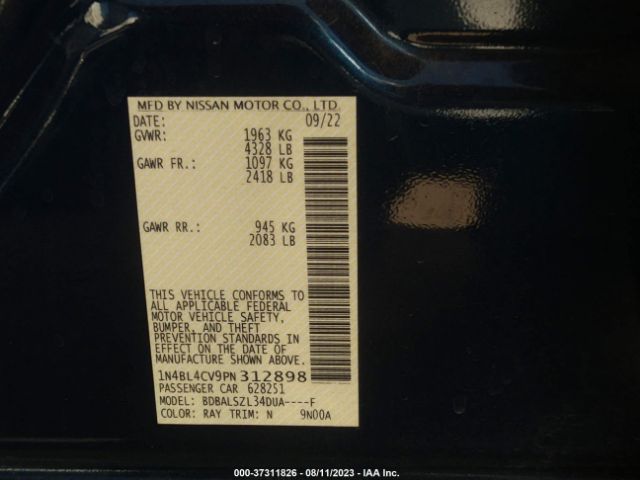 MFD BY NISSAN MOTOR CO., LTD.
DATE: 09/22
GVWR: 1963 KG
4328 LB
GAWR FR.: 1097 KG
2418 LB
GAWR RR.: 945 KG
2083 LB
THIS VEHICLE CONFORMS TO
ALL APPLICABLE FEDERAL
MOTOR VEHICLE SAFETY,
BUMPER, AND THEFT
PREVENTION STANDARDS IN
EFFECT ON THE DATE OF
MANUFACTURE SHOWN ABOVE.
1N4BL4CV9PN312898
PASSENGER CAR 628251
MODEL: BDBALSZL34DUA----F
COLOR: RAY TRIM: N 9N00A
000-37311826 - 08/11/2023 - IAA Inc.